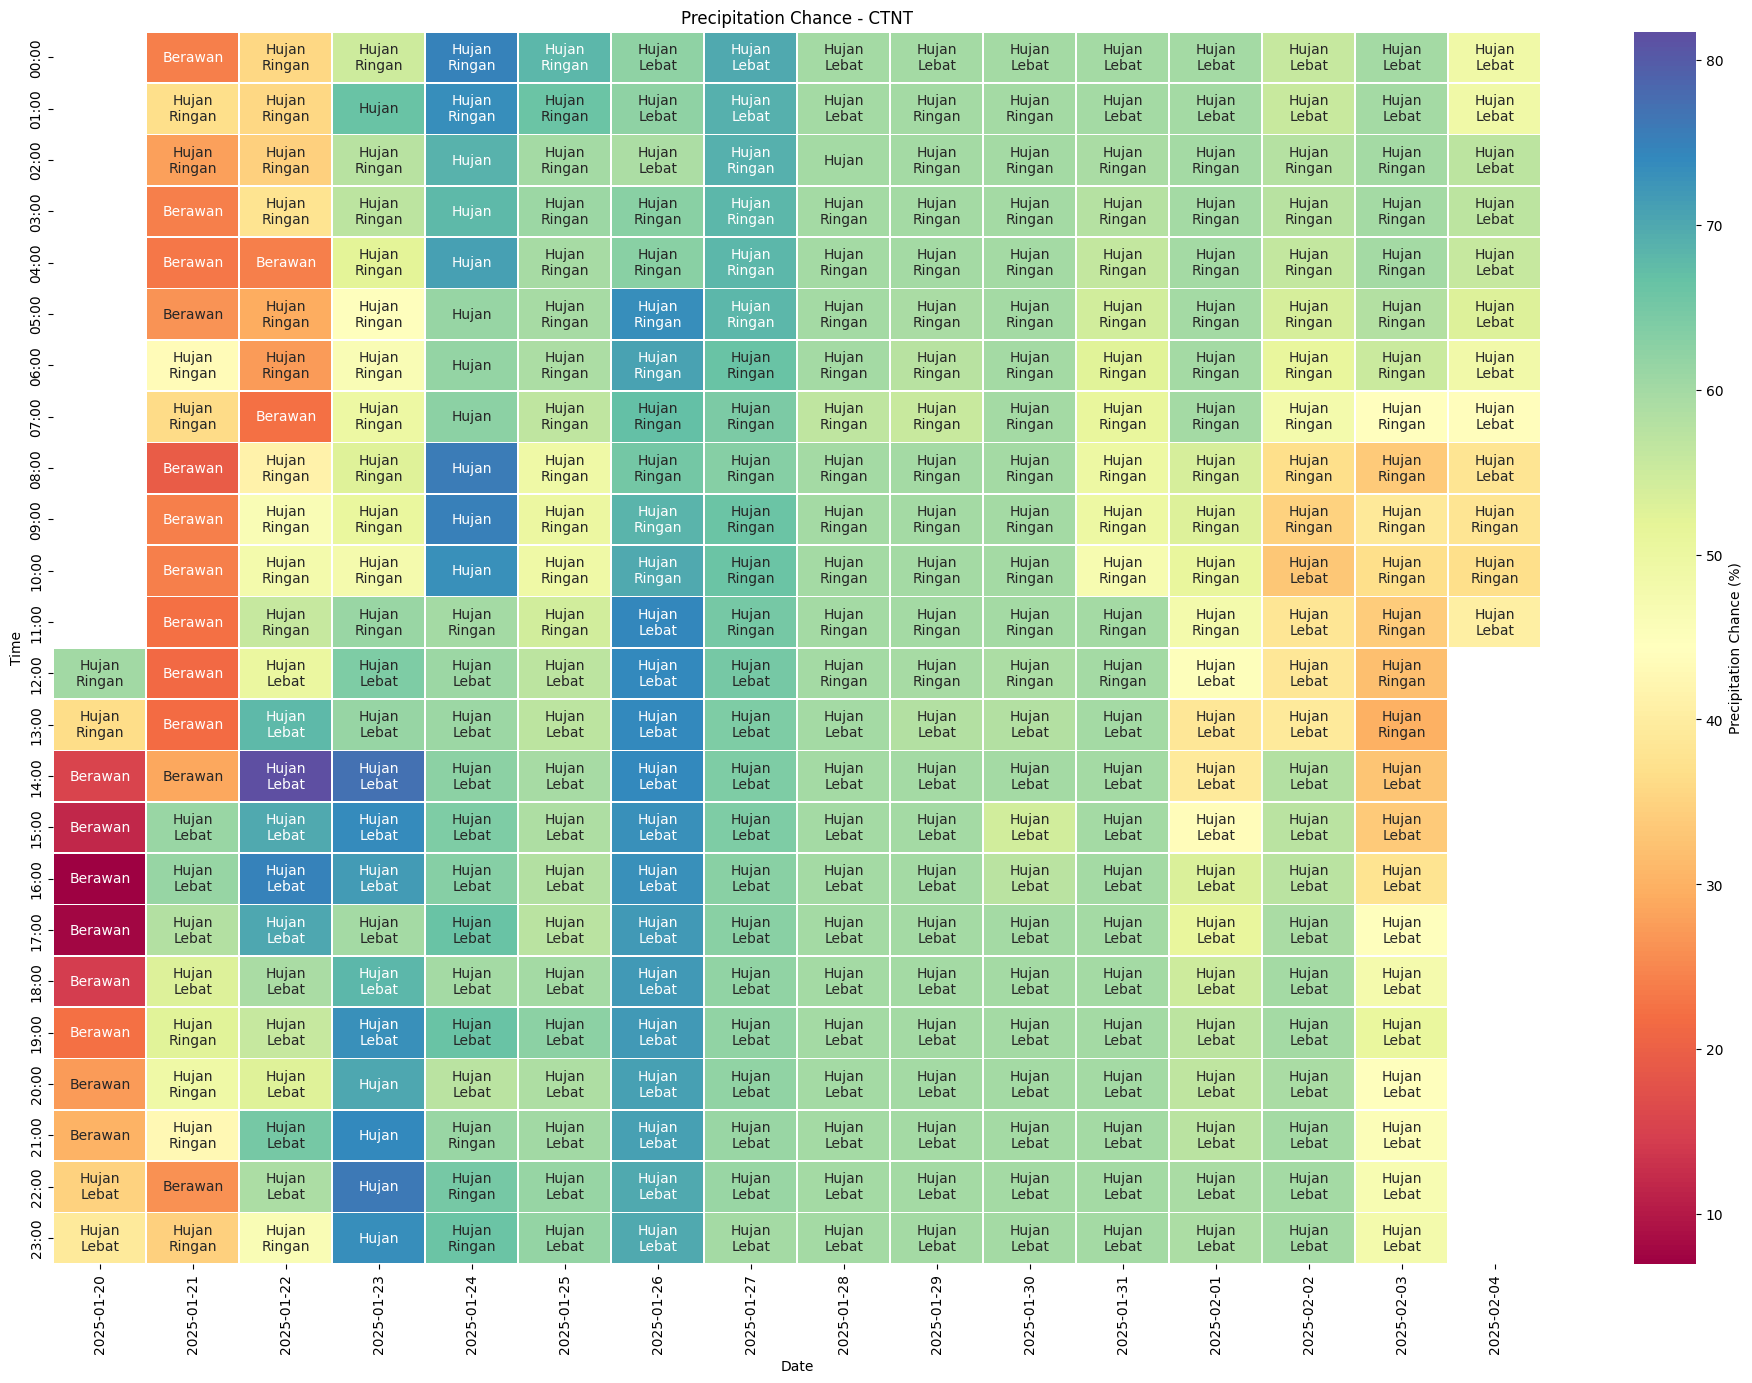 Precipitation Chance - CTNT
Hujan Hujan Hujan Hujan Hujan Hujan Hujan Hujan Hujan Hujan Hujan Hujan Hujan Hujan
00:00 Berawan
Ringan Ringan Ringan Ringan Lebat Lebat Lebat Lebat Lebat Lebat Lebat Lebat Lebat Lebat
Hujan Hujan Hujan Hujan Hujan Hujan Hujan Hujan Hujan Hujan Hujan Hujan Hujan Hujan
01:00 Hujan
Ringan Ringan Ringan Ringan Lebat Lebat Lebat Ringan Ringan Lebat Lebat Lebat Lebat Lebat
Hujan Hujan Hujan Hujan Hujan Hujan Hujan Hujan Hujan Hujan Hujan Hujan Hujan
02:00 Hujan Hujan
Ringan Ringan Ringan Ringan Lebat Ringan Ringan Ringan Ringan Ringan Ringan Ringan Lebat
Hujan Hujan Hujan Hujan Hujan Hujan Hujan Hujan Hujan Hujan Hujan Hujan Hujan
03:00 Berawan Hujan
Ringan Ringan Ringan Ringan Ringan Ringan Ringan Ringan Ringan Ringan Ringan Ringan Lebat
Hujan Hujan Hujan Hujan Hujan Hujan Hujan Hujan Hujan Hujan Hujan Hujan
04:00 Berawan Berawan Hujan
Ringan Ringan Ringan Ringan Ringan Ringan Ringan Ringan Ringan Ringan Ringan Lebat
Hujan Hujan Hujan Hujan Hujan Hujan Hujan Hujan Hujan Hujan Hujan Hujan Hujan
05:00 Berawan Hujan
Ringan Ringan Ringan Ringan Ringan Ringan Ringan Ringan Ringan Ringan Ringan Ringan Lebat
Hujan Hujan Hujan Hujan Hujan Hujan Hujan Hujan Hujan Hujan Hujan Hujan Hujan Hujan
06:00 Hujan
Ringan Ringan Ringan Ringan Ringan Ringan Ringan Ringan Ringan Ringan Ringan Ringan Ringan Lebat
Hujan Hujan Hujan Hujan Hujan Hujan Hujan Hujan Hujan Hujan Hujan Hujan Hujan
07:00 Berawan Hujan
Ringan Ringan Ringan Ringan Ringan Ringan Ringan Ringan Ringan Ringan Ringan Ringan Lebat
Hujan Hujan Hujan Hujan Hujan Hujan Hujan Hujan Hujan Hujan Hujan Hujan Hujan
08:00 Berawan Hujan
Ringan Ringan Ringan Ringan Ringan Ringan Ringan Ringan Ringan Ringan Ringan Ringan Lebat
Hujan Hujan Hujan Hujan Hujan Hujan Hujan Hujan Hujan Hujan Hujan Hujan Hujan
09:00 Berawan Hujan
Ringan Ringan Ringan Ringan Ringan Ringan Ringan Ringan Ringan Ringan Ringan Ringan Ringan
Hujan Hujan Hujan Hujan Hujan Hujan Hujan Hujan Hujan Hujan Hujan Hujan Hujan
10:00 Berawan Hujan
Ringan Ringan Ringan Ringan Ringan Ringan Ringan Ringan Ringan Ringan Lebat Ringan Ringan
Hujan Hujan Hujan Hujan Hujan Hujan Hujan Hujan Hujan Hujan Hujan Hujan Hujan Hujan
11:00 Berawan
Ringan Ringan Ringan Ringan Lebat Ringan Ringan Ringan Ringan Ringan Ringan Lebat Ringan Lebat
Hujan Hujan Hujan Hujan Hujan Hujan Hujan Hujan Hujan Hujan Hujan Hujan Hujan Hujan
12:00 Berawan
Ringan Lebat Lebat Lebat Lebat Lebat Lebat Ringan Ringan Ringan Ringan Lebat Lebat Ringan
Hujan Hujan Hujan Hujan Hujan Hujan Hujan Hujan Hujan Hujan Hujan Hujan Hujan Hujan
13:00 Berawan
Ringan Lebat Lebat Lebat Lebat Lebat Lebat Lebat Lebat Lebat Lebat Lebat Lebat Ringan
Hujan Hujan Hujan Hujan Hujan Hujan Hujan Hujan Hujan Hujan Hujan Hujan Hujan
14:00 Berawan Berawan
Lebat Lebat Lebat Lebat Lebat Lebat Lebat Lebat Lebat Lebat Lebat Lebat Lebat
Hujan Hujan Hujan Hujan Hujan Hujan Hujan Hujan Hujan Hujan Hujan Hujan Hujan Hujan
15:00 Berawan
Lebat Lebat Lebat Lebat Lebat Lebat Lebat Lebat Lebat Lebat Lebat Lebat Lebat Lebat
Hujan Hujan Hujan Hujan Hujan Hujan Hujan Hujan Hujan Hujan Hujan Hujan Hujan Hujan
16:00 Berawan
Lebat Lebat Lebat Lebat Lebat Lebat Lebat Lebat Lebat Lebat Lebat Lebat Lebat Lebat
Hujan Hujan Hujan Hujan Hujan Hujan Hujan Hujan Hujan Hujan Hujan Hujan Hujan Hujan
17:00 Berawan
Lebat Lebat Lebat Lebat Lebat Lebat Lebat Lebat Lebat Lebat Lebat Lebat Lebat Lebat
Hujan Hujan Hujan Hujan Hujan Hujan Hujan Hujan Hujan Hujan Hujan Hujan Hujan Hujan
18:00 Berawan
Lebat Lebat Lebat Lebat Lebat Lebat Lebat Lebat Lebat Lebat Lebat Lebat Lebat Lebat
Hujan Hujan Hujan Hujan Hujan Hujan Hujan Hujan Hujan Hujan Hujan Hujan Hujan Hujan
19:00 Berawan
Ringan Lebat Lebat Lebat Lebat Lebat Lebat Lebat Lebat Lebat Lebat Lebat Lebat Lebat
Hujan Hujan Hujan Hujan Hujan Hujan Hujan Hujan Hujan Hujan Hujan Hujan Hujan
20:00 Berawan Hujan
Ringan Lebat Lebat Lebat Lebat Lebat Lebat Lebat Lebat Lebat Lebat Lebat Lebat
Hujan Hujan Hujan Hujan Hujan Hujan Hujan Hujan Hujan Hujan Hujan Hujan Hujan
21:00 Berawan Hujan
Ringan Lebat Ringan Lebat Lebat Lebat Lebat Lebat Lebat Lebat Lebat Lebat Lebat
Hujan Hujan Hujan Hujan Hujan Hujan Hujan Hujan Hujan Hujan Hujan Hujan Hujan
22:00 Berawan Hujan
Lebat Lebat Ringan Lebat Lebat Lebat Lebat Lebat Lebat Lebat Lebat Lebat Lebat
Hujan Hujan Hujan Hujan Hujan Hujan Hujan Hujan Hujan Hujan Hujan Hujan Hujan Hujan
23:00 Hujan
Lebat Ringan Ringan Ringan Lebat Lebat Lebat Lebat Lebat Lebat Lebat Lebat Lebat Lebat
Time
2025-01-20 2025-01-21 2025-01-22 2025-01-23 2025-01-24 2025-01-25 2025-01-26 2025-01-27 2025-01-28 2025-01-29 2025-01-30 2025-01-31 2025-02-01 2025-02-02 2025-02-03 2025-02-04
Date
80
70
60
50
40
30
20
10
Precipitation Chance (%)